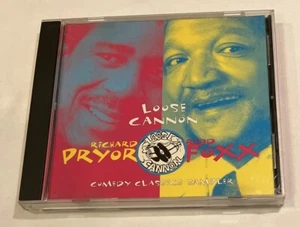 LOOSE
CANNON
RICHARD
PRYOR
FOXX
COMEDY CLASSICS SAMPLER